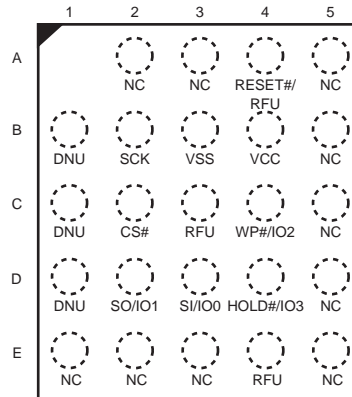 1 2 3 4 5
A
NC NC RESET#/ NC
RFU
B
DNU SCK VSS VCC NC
C
DNU CS# RFU WP#/IO2 NC
D
DNU SO/IO1 SI/IO0 HOLD#/IO3 NC
E
NC NC NC RFU NC